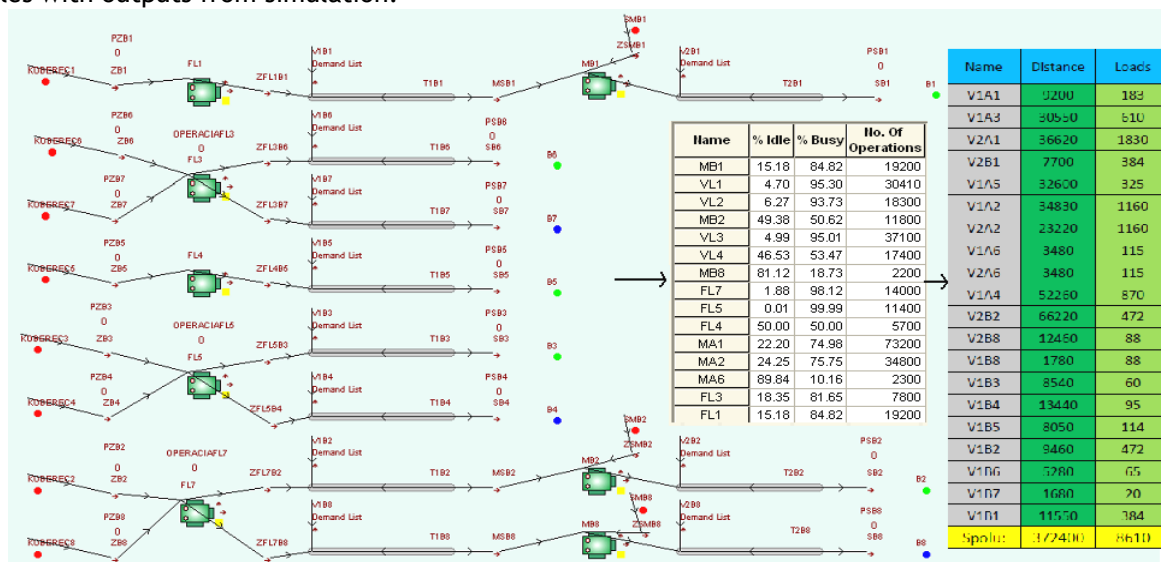 les with outputs from simulation.
SMB1
PZB1
0
V1B1
ZSMB1
V2B1
PSB1
KOBEREC1
ZB1
FL1
Demand List
MB1
Demand List
0
ZFL1B1
T1B1
MSB1
T2B1
SB1
B1
PZB6
0
V1B6
Demand List
PSB6
0
KOBEREC6
ZB6
OPERACIAFL3
0
FL3
ZFL3B6
T1B6
SB6
B6
PZB7
0
V1B7
Demand List
PSB7
0
KOBEREC7
ZB7
ZFL3B7
T1B7
SB7
B7
PZB5
0
V1B5
Demand List
PSB5
0
KOBEREC5
ZB5
FL4
ZFL4B5
T1B5
SB5
B5
PZB3
0
V1B3
Demand List
PSB3
0
KOBEREC3
ZB3
OPERACIAFL5
0
FL5
ZFL5B3
T1B3
SB3
B3
PZB4
0
V1B4
Demand List
PSB4
0
KOBEREC4
ZB4
ZFL5B4
T1B4
SB4
B4
SMB2
PZB2
0
V1B2
Demand List
ZSMB2
V2B2
Demand List
PSB2
0
KOBEREC2
ZB2
OPERACIAFL7
0
FL7
ZFL7B2
T1B2
MSB2
MB2
T2B2
SB2
B2
SMB8
PZB8
0
V1B8
Demand List
ZSMB8
V2B8
Demand List
PSB8
0
KOBEREC8
ZB8
ZFL7B8
T1B8
MSB8
MB8
T2B8
SB8
B8
Name % Idle % Busy No. Of Operations
MB1 15.18 84.82 19200
VL1 4.70 95.30 30410
VL2 6.27 93.73 18300
MB2 49.38 50.62 11800
VL3 4.99 95.01 37100
VL4 46.53 53.47 17400
MB8 81.12 18.73 2200
FL7 1.88 98.12 14000
FL5 0.01 99.99 11400
FL4 50.00 50.00 5700
MA1 22.20 74.98 73200
MA2 24.25 75.75 34800
MA6 89.84 10.16 2300
FL3 18.35 81.65 7800
FL1 15.18 84.82 19200
Name Distance Loads
V1A1 9200 183
V1A3 30550 610
V2A1 36620 1830
V2B1 7700 384
V1A5 32600 325
V1A2 34830 1160
V2A2 23220 1160
V1A6 3480 115
V2A6 3480 115
V1A4 52260 870
V2B2 66220 472
V2B8 12460 88
V1B8 1780 88
V1B3 8540 60
V1B4 13440 95
V1B5 8050 114
V1B2 9460 472
V1B6 5280 65
V1B7 1680 20
V1B1 11550 384
Spolu: 372400 8610